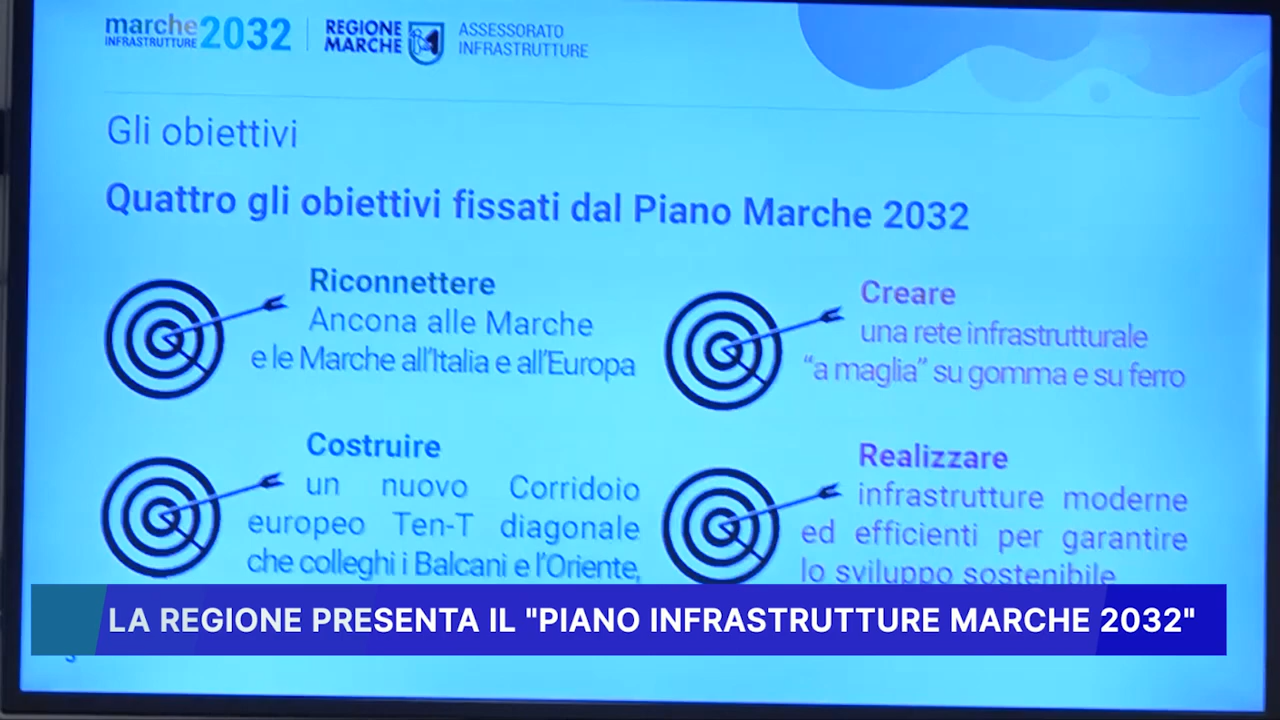 marche
INFRASTRUTTURE 2032
REGIONE
MARCHE
ASSESSORATO
INFRASTRUTTURE
Gli obiettivi
Quattro gli obiettivi fissati dal Piano Marche 2032
Riconnettere
Ancona alle Marche
e le Marche all'Italia e all'Europa
Creare
una rete infrastrutturale
“a maglia” su gomma e su ferro
Costruire
un nuovo Corridoio
europeo Ten-T diagonale
che colleghi i Balcani e l'Oriente,
Realizzare
infrastrutture moderne
ed efficienti per garantire
lo sviluppo sostenibile
LA REGIONE PRESENTA IL "PIANO INFRASTRUTTURE MARCHE 2032"